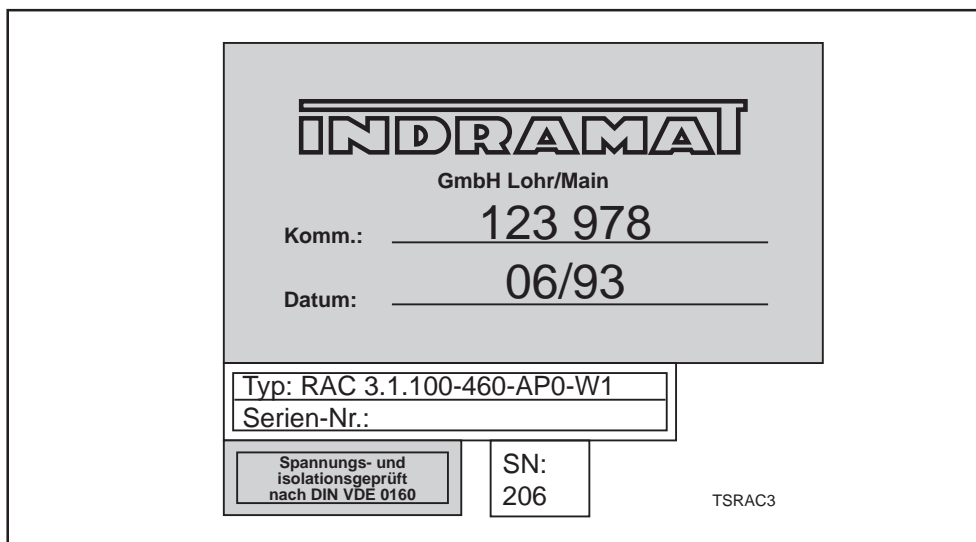 INDRAMAT
GmbH Lohr/Main
Komm.: 123 978
Datum: 06/93
Typ: RAC 3.1.100-460-AP0-W1
Serien-Nr.:
Spannungs- und
isolationsgeprüft
nach DIN VDE 0160
SN:
206
TSRAC3